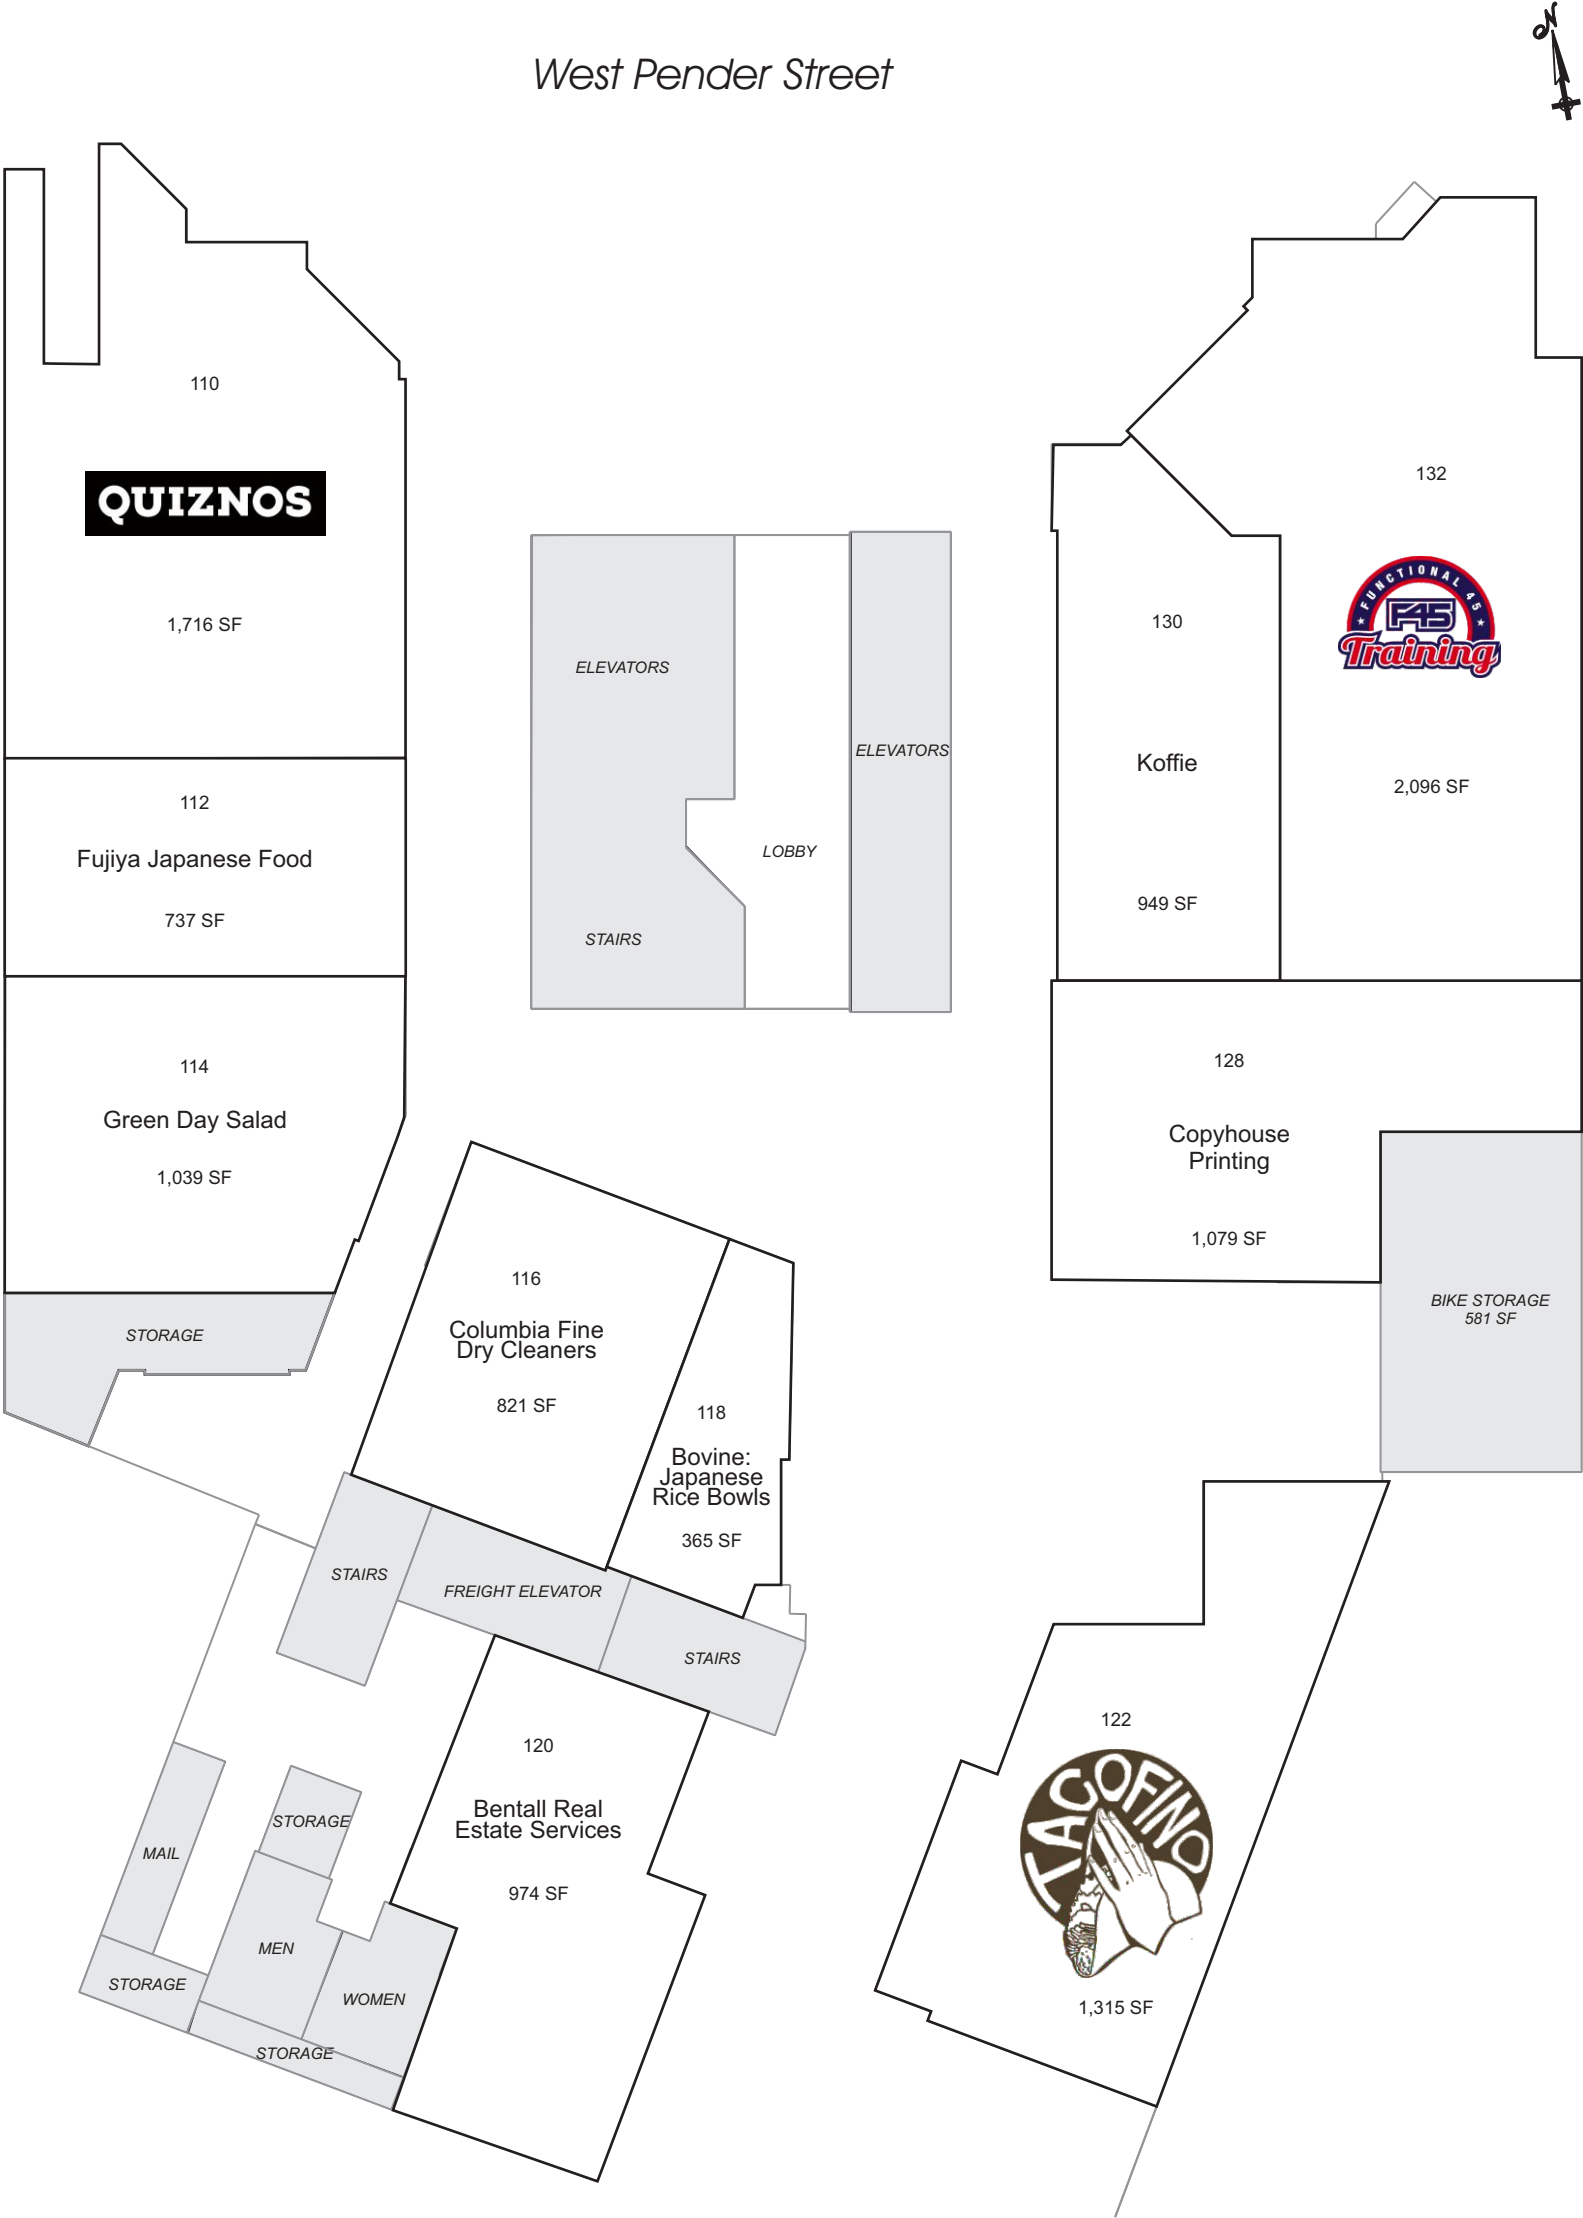 N
West Pender Street
110
QUIZNOS
1,716 SF
112
Fujiya Japanese Food
737 SF
114
Green Day Salad
1,039 SF
STORAGE
ELEVATORS
STAIRS
LOBBY
ELEVATORS
132
FUNCTIONAL 45
F45
Training
2,096 SF
130
Koffie
949 SF
128
Copyhouse
Printing
1,079 SF
BIKE STORAGE
581 SF
116
Columbia Fine
Dry Cleaners
821 SF
118
Bovine:
Japanese
Rice Bowls
365 SF
STAIRS
FREIGHT ELEVATOR
STAIRS
120
Bentall Real
Estate Services
974 SF
STORAGE
MAIL
MEN
STORAGE
WOMEN
STORAGE
122
TACOFINO
1,315 SF